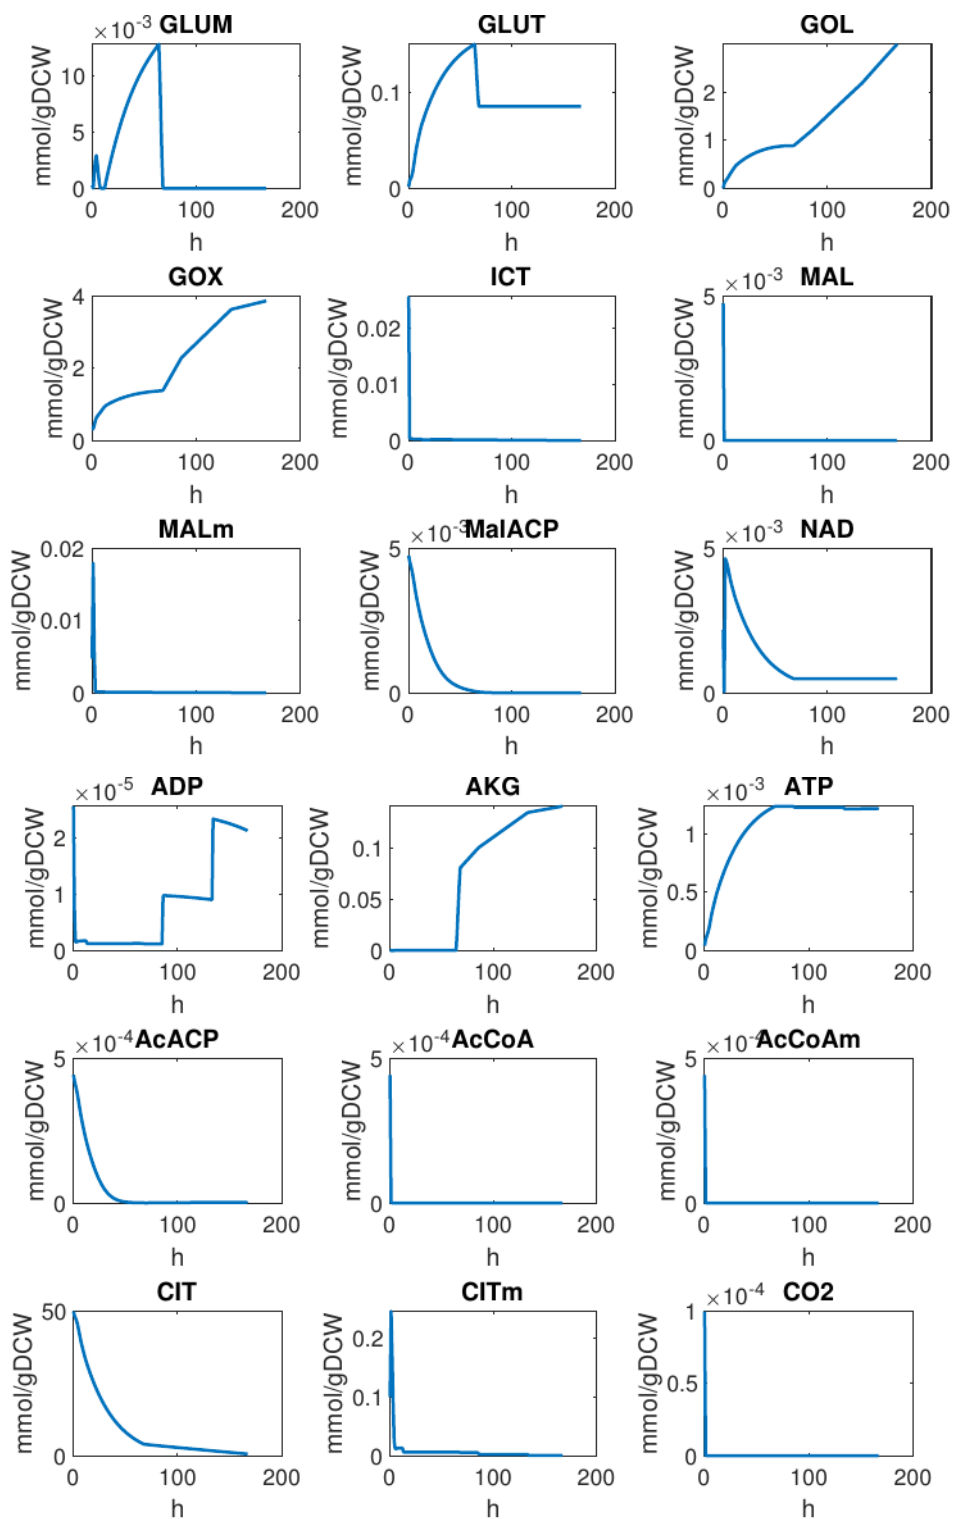 ×10-3 GLUM
GLUT
GOL
mmol/gDCW
10
5
0
0 100 200
h
mmol/gDCW
0.1
0
0 100 200
h
mmol/gDCW
2
1
0
0 100 200
h
GOX
ICT
×10-3 MAL
mmol/gDCW
4
2
0
0 100 200
h
mmol/gDCW
0.02
0.01
0
0 100 200
h
mmol/gDCW
5
0
0 100 200
h
MALm
×10-3 MalACP
×10-3 NAD
mmol/gDCW
0.02
0.01
0
0 100 200
h
mmol/gDCW
5
0
0 100 200
h
mmol/gDCW
5
0
0 100 200
h
×10-5 ADP
AKG
×10-3 ATP
mmol/gDCW
2
1
0
0 100 200
h
mmol/gDCW
0.1
0.05
0
0 100 200
h
mmol/gDCW
1
0.5
0
0 100 200
h
×10-4 AcACP
×10-4 AcCoA
×10-4 AcCoAm
mmol/gDCW
5
0
0 100 200
h
mmol/gDCW
5
0
0 100 200
h
mmol/gDCW
5
0
0 100 200
h
CIT
CITm
×10-4 CO2
mmol/gDCW
50
0
0 100 200
h
mmol/gDCW
0.2
0.1
0
0 100 200
h
mmol/gDCW
1
0.5
0
0 100 200
h